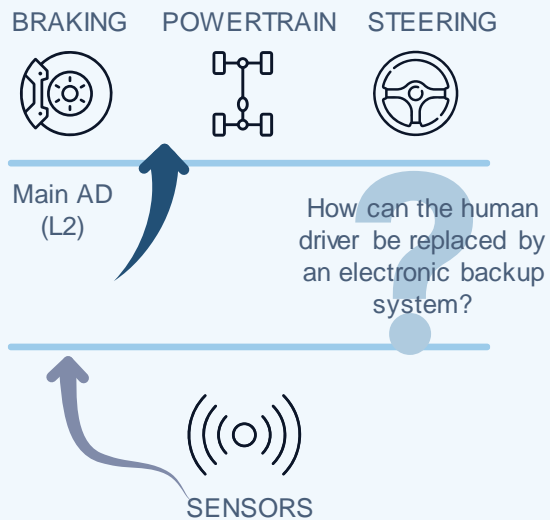 BRAKING POWERTRAIN STEERING
Main AD
(L2)
How can the human
driver be replaced by
an electronic backup
system?
SENSORS